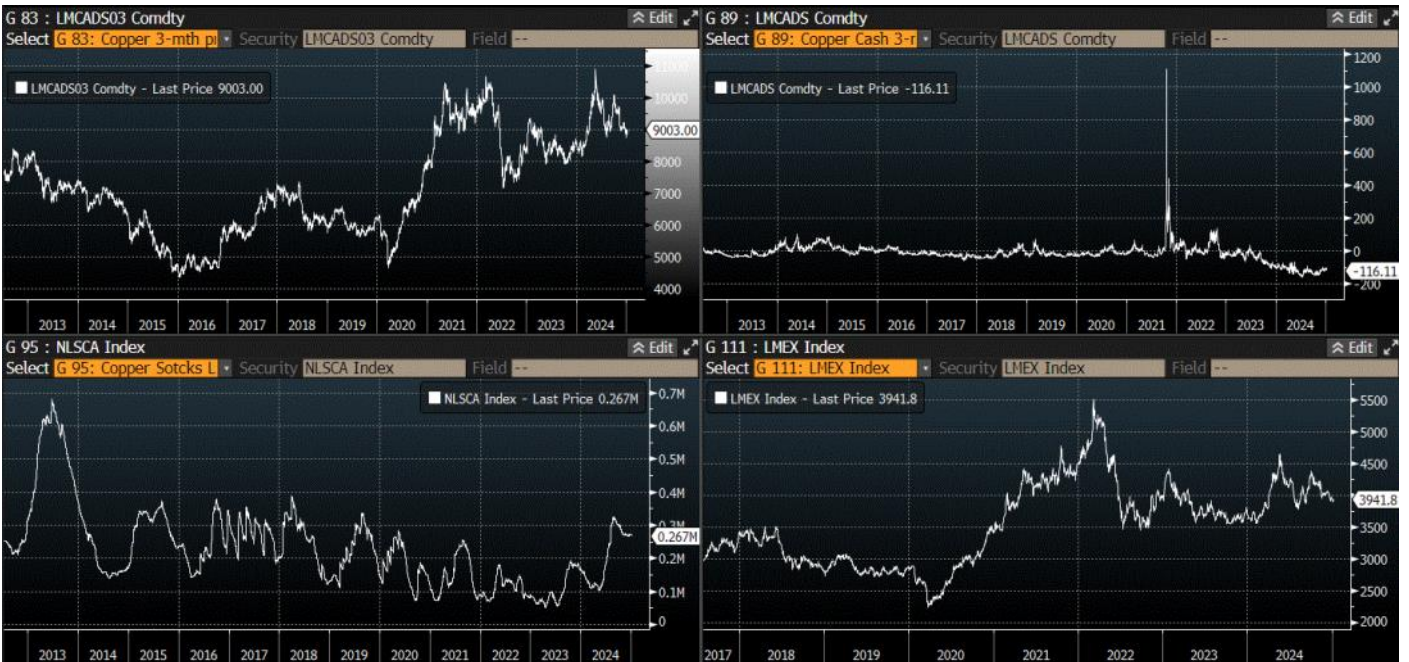 G 83 : LMCADS03 Comdty
Edit
Select G 83: Copper 3-mth pr Security LMCADS03 Comdty Field --
LMCADS03 Comdty - Last Price 9003.00
11000
10000
9003.00
8000
7000
6000
5000
4000
2013 2014 2015 2016 2017 2018 2019 2020 2021 2022 2023 2024
G 89 : LMCADS Comdty
Edit
Select G 89: Copper Cash 3-r Security LMCADS Comdty Field --
LMCADS Comdty - Last Price -116.11
1200
1000
800
600
400
200
0
-116.11
-200
2013 2014 2015 2016 2017 2018 2019 2020 2021 2022 2023 2024
G 95 : NLSCA Index
Edit
Select G 95: Copper Sotcks L Security NLSCA Index Field --
NLSCA Index - Last Price 0.267M
0.7M
0.6M
0.5M
0.4M
0.3M
0.267M
0.2M
0.1M
0
2013 2014 2015 2016 2017 2018 2019 2020 2021 2022 2023 2024
G 111 : LMEX Index
Edit
Select G 111: LMEX Index Security LMEX Index Field --
LMEX Index - Last Price 3941.8
5500
5000
4500
3941.8
3500
3000
2500
2000
2017 2018 2019 2020 2021 2022 2023 2024